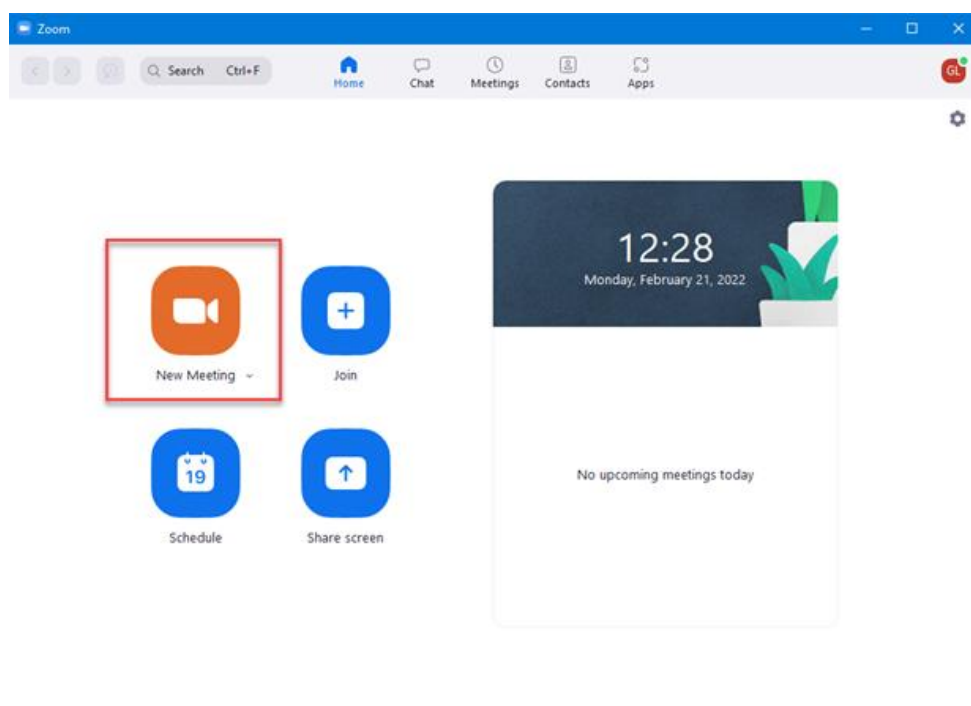 Zoom
Search Ctrl+F
Home
Chat
Meetings
Contacts
Apps
GL
12:28
Monday, February 21, 2022
New Meeting
Join
19
Schedule
Share screen
No upcoming meetings today